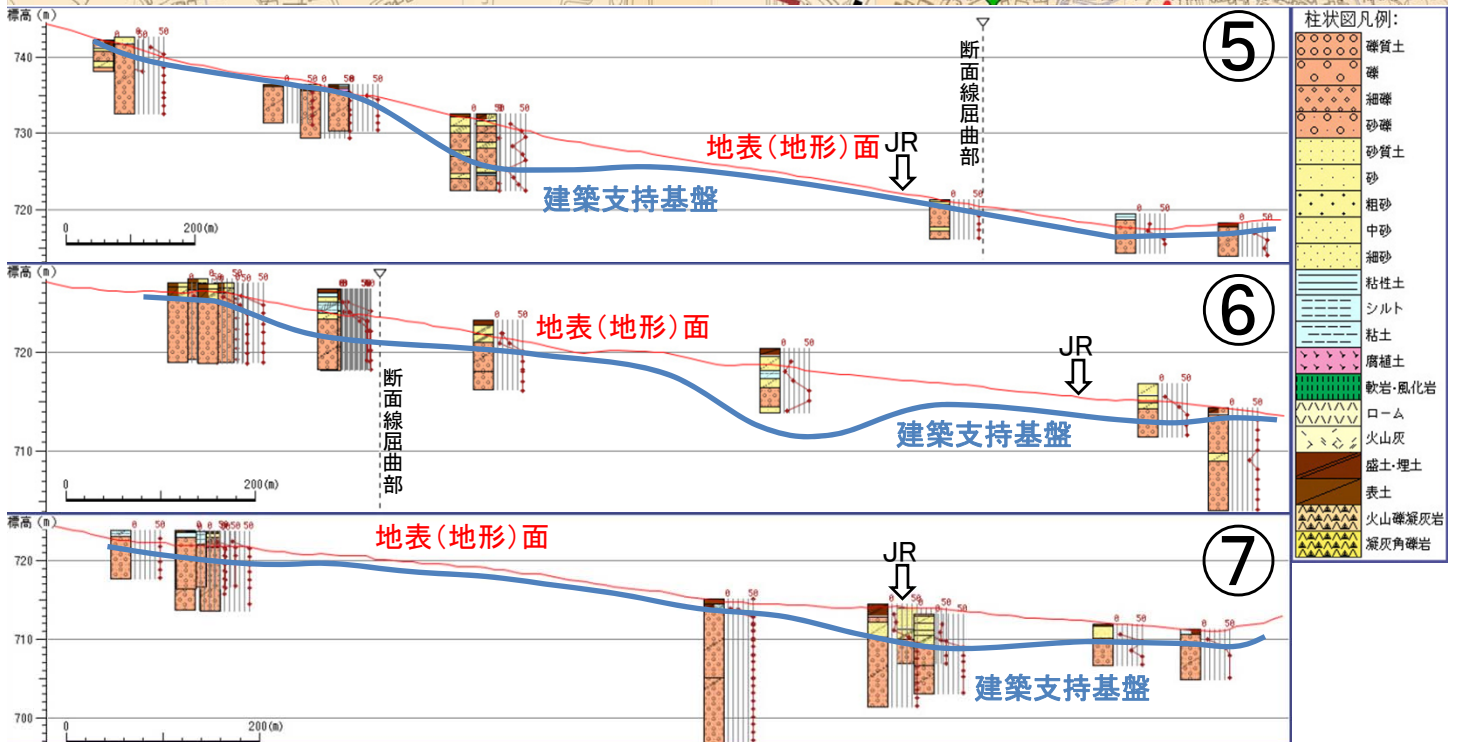 標高(m)
740
730
720
0 200(m)
0 50
地表(地形)面
建築支持基盤
JR
断面線屈曲部
⑤
標高(m)
720
710
0 200(m)
0 50
断面線屈曲部
地表(地形)面
建築支持基盤
JR
⑥
標高(m)
720
710
700
0 200(m)
0 50
地表(地形)面
建築支持基盤
JR
⑦
柱状図凡例:
礫質土
礫
細礫
砂礫
砂質土
砂
粗砂
中砂
細砂
粘性土
シルト
粘土
腐植土
軟岩・風化岩
ローム
火山灰
盛土・埋土
表土
火山礫凝灰岩
凝灰角礫岩